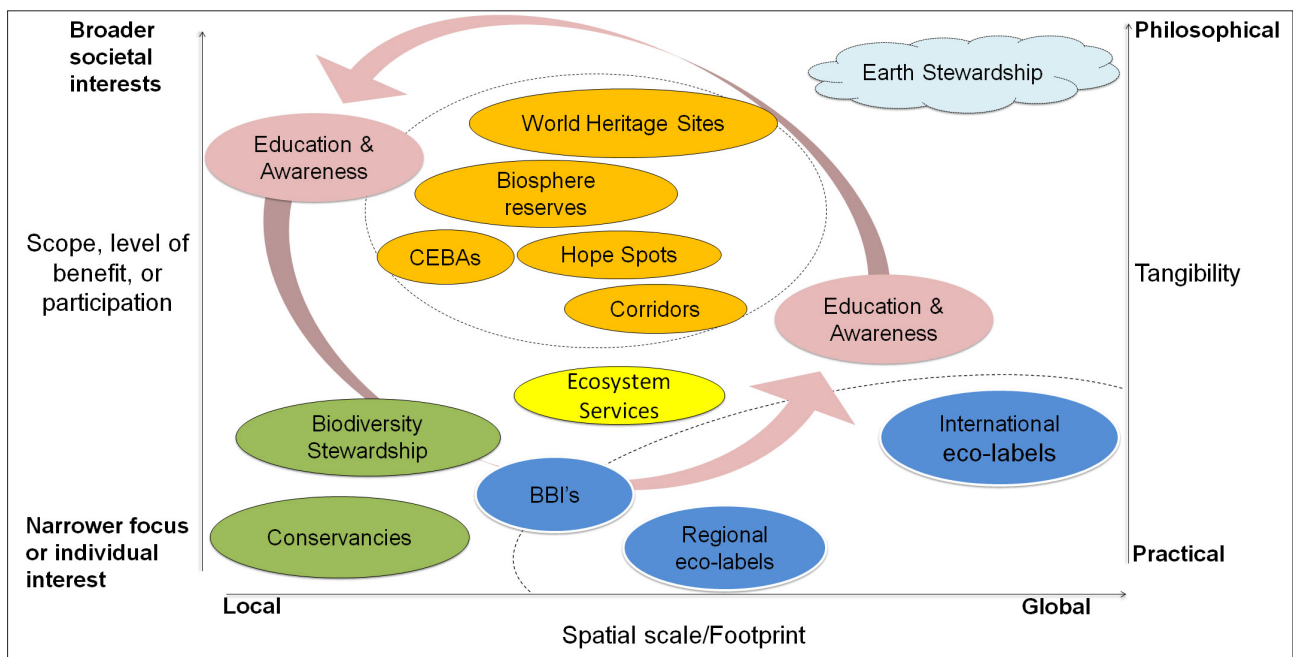 Broader
societal
interests
Philosophical
Earth Stewardship
World Heritage Sites
Education &
Awareness
Biosphere
reserves
Scope, level of
benefit, or
participation
CEBAs
Hope Spots
Tangibility
Corridors
Education &
Awareness
Ecosystem
Services
Biodiversity
Stewardship
International
eco-labels
BBI's
Conservancies
Regional
eco-labels
Narrower focus
or individual
interest
Practical
Local
Global
Spatial scale/Footprint